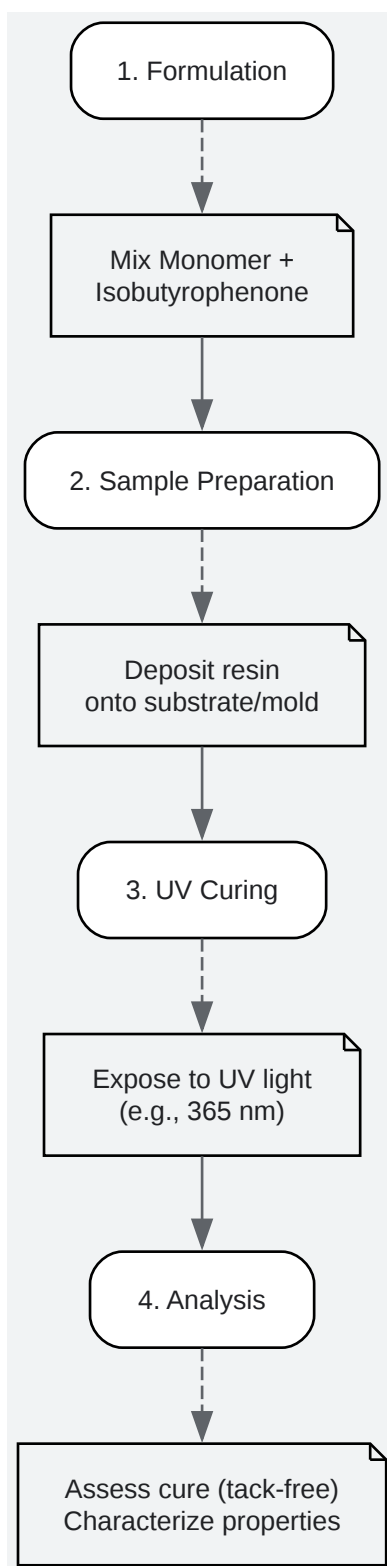 1. Formulation
Mix Monomer +
Isobutyrophenone
2. Sample Preparation
Deposit resin
onto substrate/mold
3. UV Curing
Expose to UV light
(e.g., 365 nm)
4. Analysis
Assess cure (tack-free)
Characterize properties